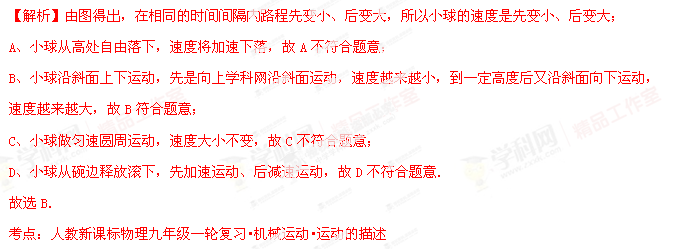 【解析】由图得出，在相同的时间间隔内路程先变小、后变大，所以小球的速度是先变小、后变大；
A、小球从高处自由落下，速度将加速下落，故 A 不符合题意；
B、小球沿斜面上下运动，先是向上学科网沿斜面运动，速度越来越小，到一定高度后又沿斜面向下运动，
速度越来越大，故 B 符合题意；
C、小球做匀速圆周运动，速度大小不变，故 C 不符合题意；
D、小球从碗边释放滚下，先加速运动、后减速运动，故 D 不符合题意．
故选 B．
考点：人教新课标物理九年级一轮复习•机械运动•运动的描述
学科网
精品工作室